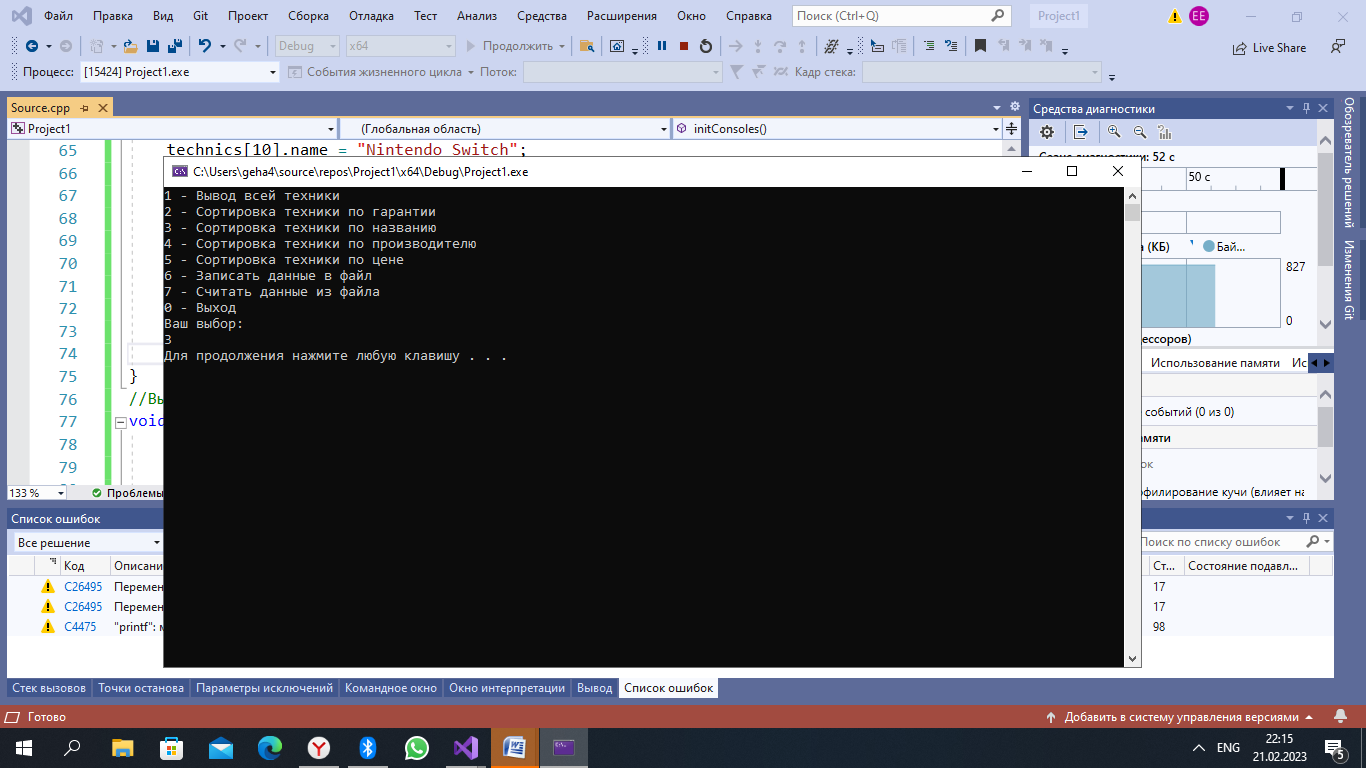 Файл Правка Вид Git Проект Сборка Отладка Тест Анализ Средства Расширения Окно Справка Поиск (Ctrl+Q) Project1 EE
Debug x64 Продолжить Live Share
Процесс: [15424] Project1.exe События жизненного цикла Поток: Кадр стека:
Source.cpp
Project1 (Глобальная область) initConsoles()
Средства диагностики
65 technics[10].name = "Nintendo Switch";
66
67
68
69
70
71
72
73
74
75 }
76 //Вы
77 void
78
79
133 % Проблемы
C:\Users\geha4\source\repos\Project1\x64\Debug\Project1.exe
1 - Вывод всей техники
2 - Сортировка техники по гарантии
3 - Сортировка техники по названию
4 - Сортировка техники по производителю
5 - Сортировка техники по цене
6 - Записать данные в файл
7 - Считать данные из файла
0 - Выход
Ваш выбор:
3
Для продолжения нажмите любую клавишу . . .
Сеанс диагностики: 52 с
50 с
а (КБ) Бай...
827
0
ессоров)
Использование памяти Ис
событий (0 из 0)
амяти
ок
офилирование кучи (влияет на
Обозреватель решений
Изменения Git
Список ошибок
Все решение Поиск по списку ошибок
Код Описани Ст... Состояние подавл...
C26495 Перемен 17
C26495 Перемен 17
C4475 "printf": м 98
Стек вызовов Точки останова Параметры исключений Командное окно Окно интерпретации Вывод Список ошибок
Готово Добавить в систему управления версиями
ENG 22:15
21.02.2023
5